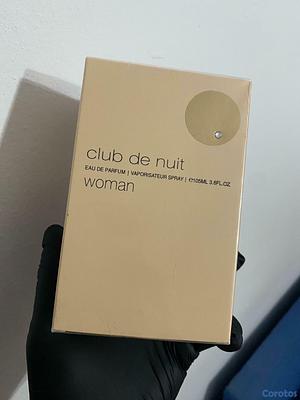 club de nuit
EAU DE PARFUM | VAPORISATEUR SPRAY | ℮105ML 3.6FL.OZ
woman
Corotos